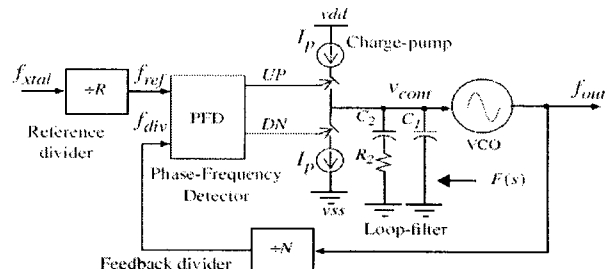 vdd
I_p
Charge-pump
f_xtal
÷R
f_ref
UP
v_cont
f_out
PFD
f_div
DN
C_2
C_1
VCO
Reference
divider
Phase-Frequency
Detector
I_p
R_2
F(s)
vss
Loop-filter
÷N
Feedback divider